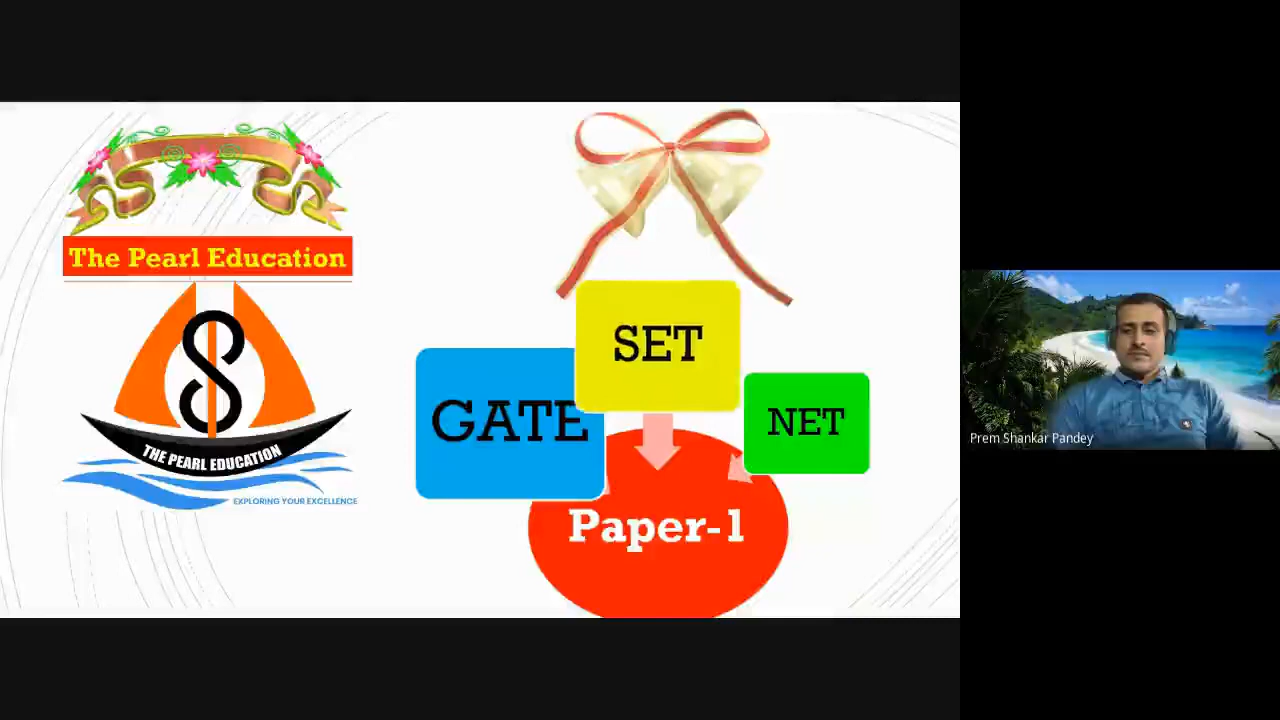 The Pearl Education
THE PEARL EDUCATION
EXPLORING YOUR EXCELLENCE
SET
GATE
NET
Paper-1
Prem Shankar Pandey